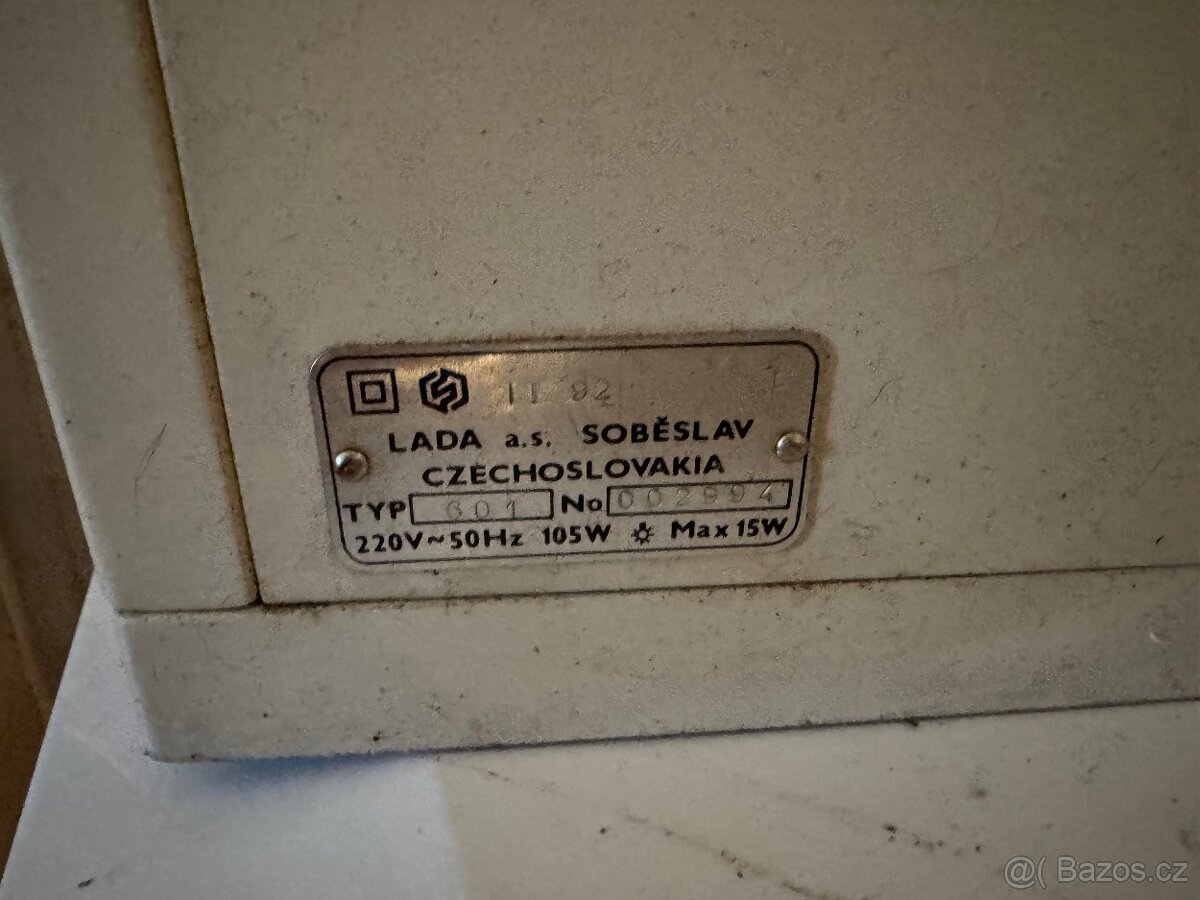 II 92
LADA a.s. SOBĚSLAV
CZECHOSLOVAKIA
TYP 601 No 002994
220V~50Hz 105W Max 15W
@( Bazos.cz